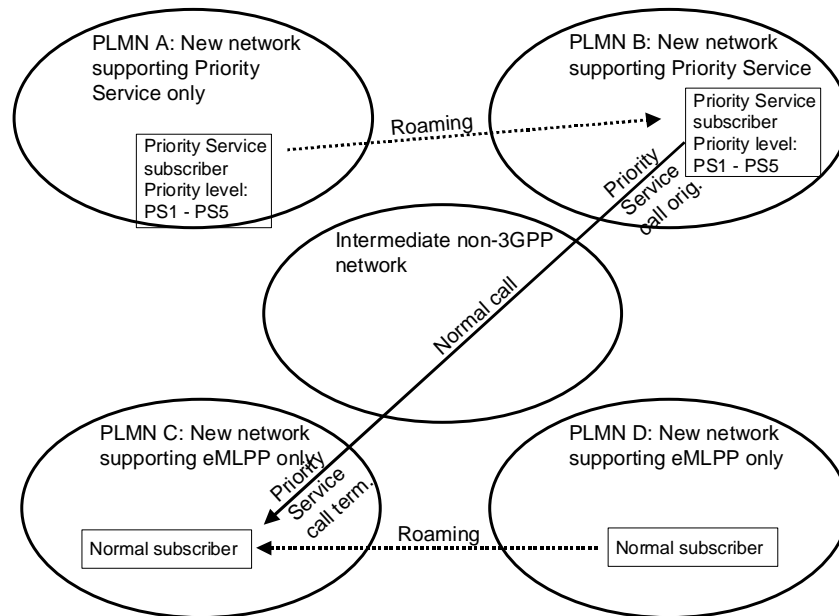 PLMN A: New network
supporting Priority
Service only
PLMN B: New network
supporting Priority Service
Priority Service
subscriber
Priority level:
PS1 - PS5
Roaming
Priority Service
subscriber
Priority level:
PS1 - PS5
Priority
Service
call orig.
Intermediate non-3GPP
network
Normal call
PLMN C: New network
supporting eMLPP only
PLMN D: New network
supporting eMLPP only
Priority
Service
call term.
Normal subscriber
Roaming
Normal subscriber